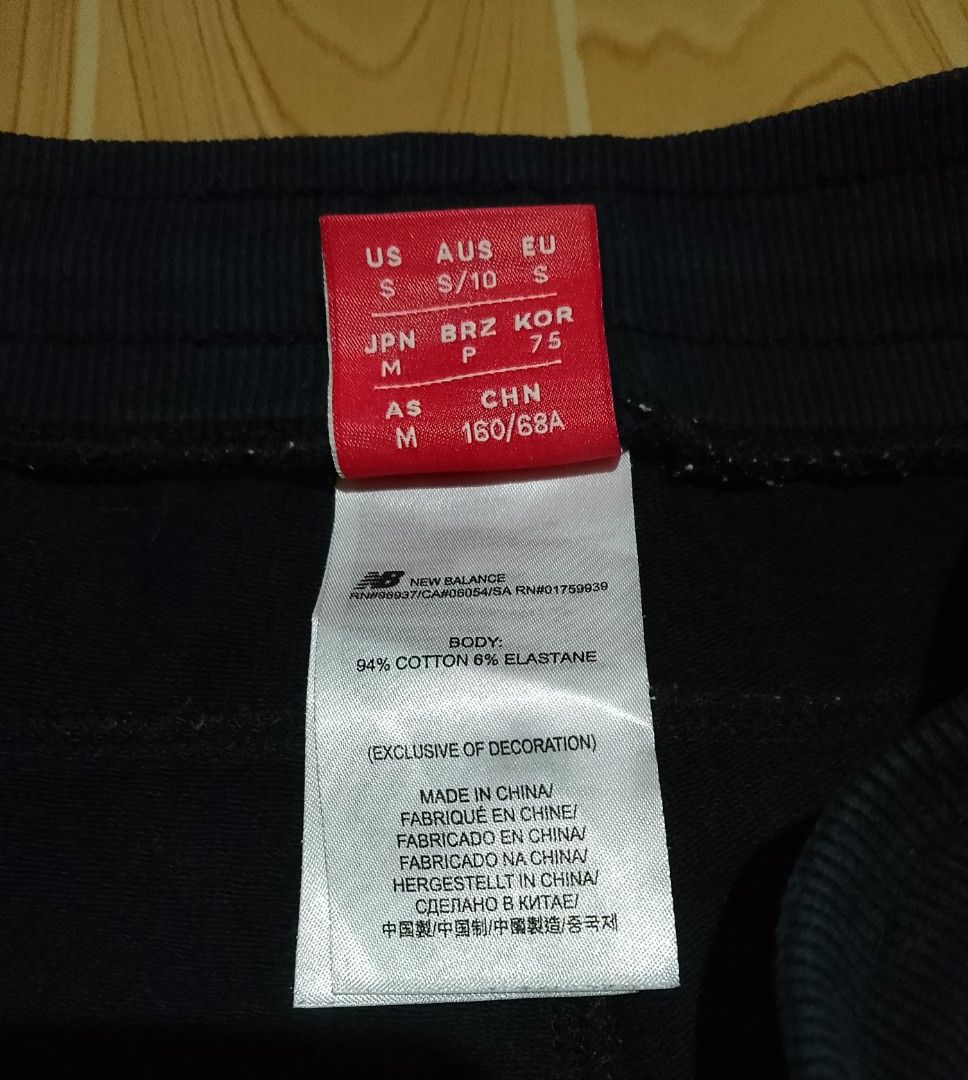 US AUS EU
S S/10 S
JPN BRZ KOR
M P 75
AS CHN
M 160/68A
NB NEW BALANCE
RN#98937/CA#06054/SA RN#01759939
BODY:
94% COTTON 6% ELASTANE
(EXCLUSIVE OF DECORATION)
MADE IN CHINA/
FABRIQUÉ EN CHINE/
FABRICADO EN CHINA/
FABRICADO NA CHINA/
HERGESTELLT IN CHINA/
СДЕЛАНО В КИТАЕ/
中国製/中国制/中國製造/중국제